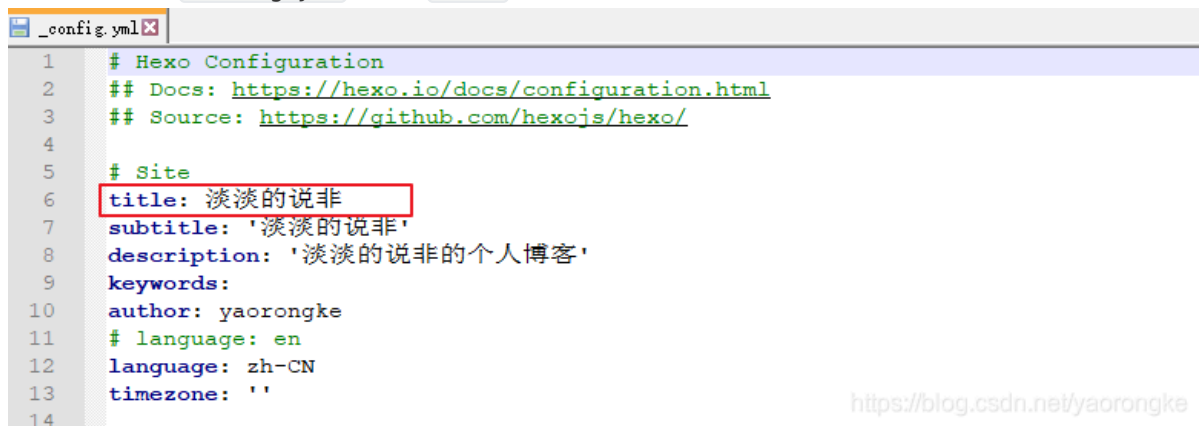 _config.yml
1 # Hexo Configuration
2 ## Docs: https://hexo.io/docs/configuration.html
3 ## Source: https://github.com/hexojs/hexo/
4
5 # Site
6 title: 淡淡的说非
7 subtitle: '淡淡的说非'
8 description: '淡淡的说非的个人博客'
9 keywords:
10 author: yaorongke
11 # language: en
12 language: zh-CN
13 timezone: ''
14
https://blog.csdn.net/yaorongke